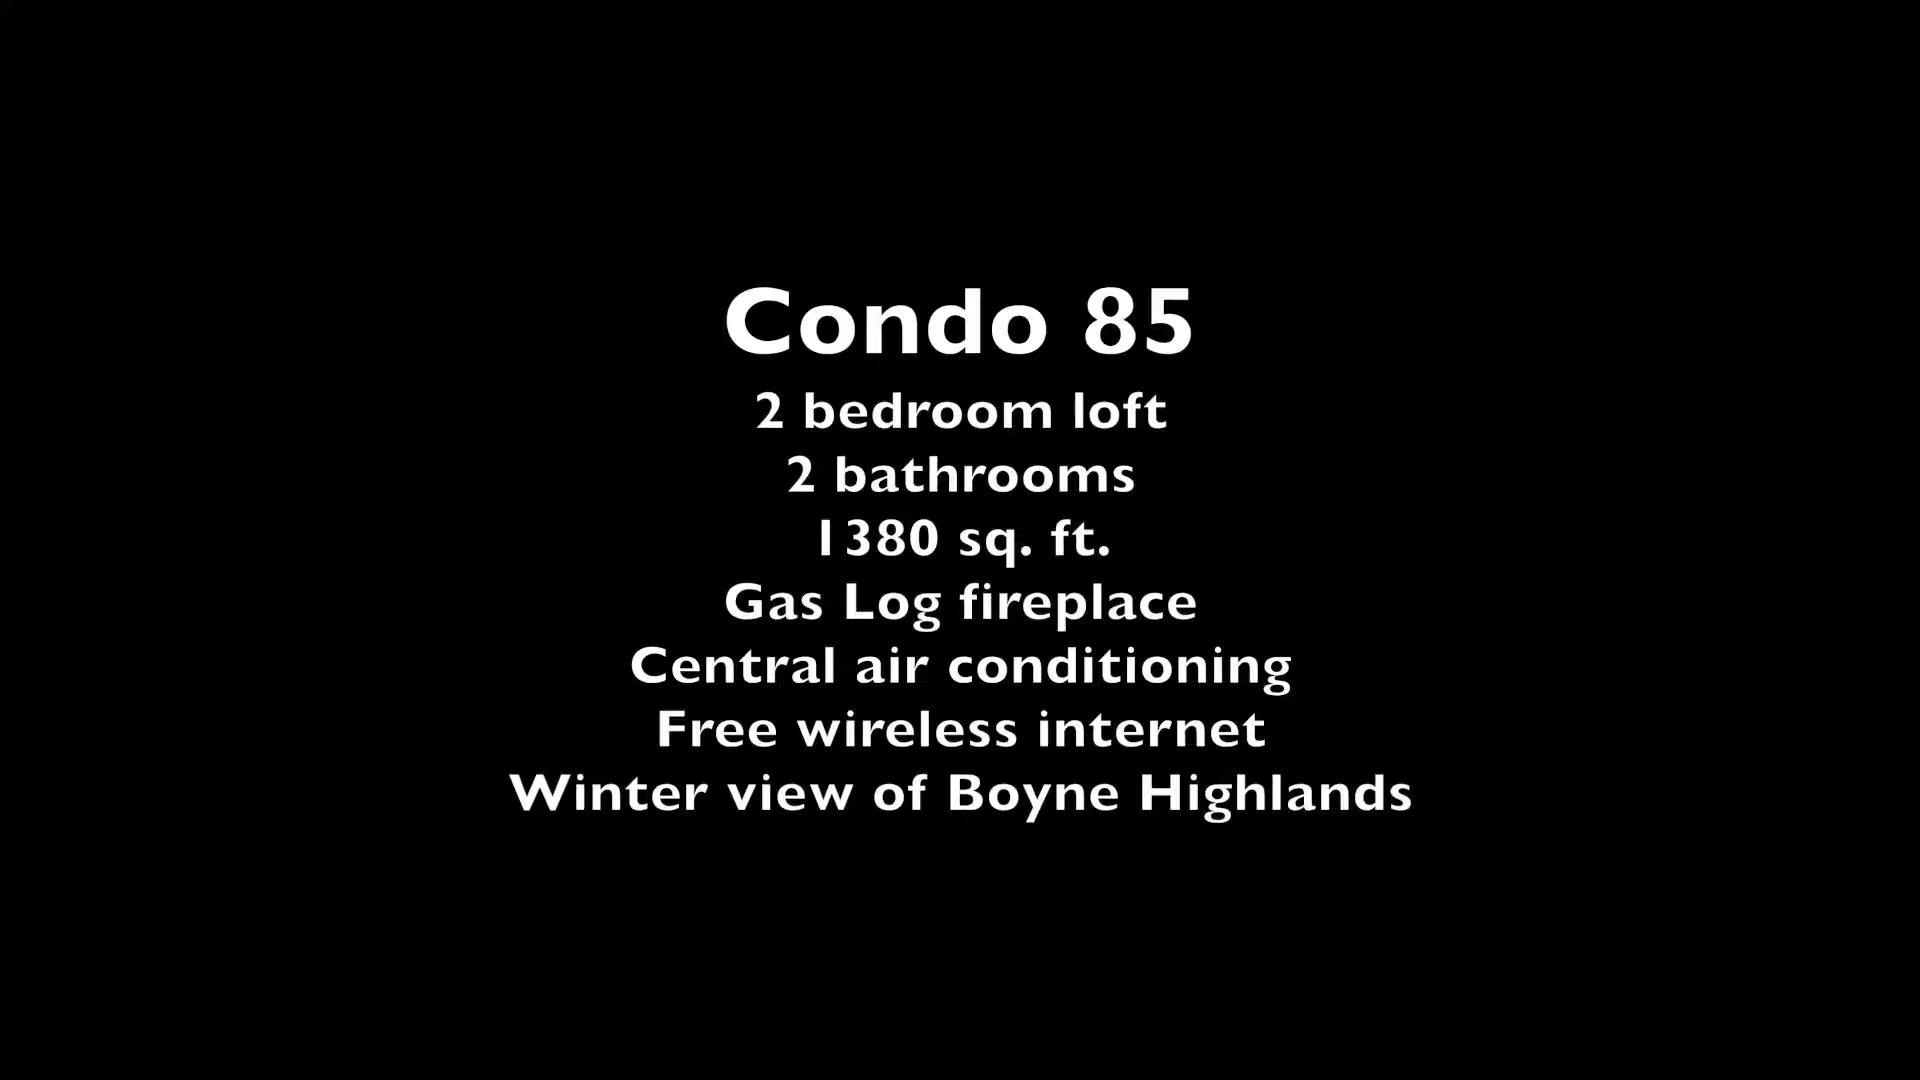 Condo 85
2 bedroom loft
2 bathrooms
1380 sq. ft.
Gas Log fireplace
Central air conditioning
Free wireless internet
Winter view of Boyne Highlands